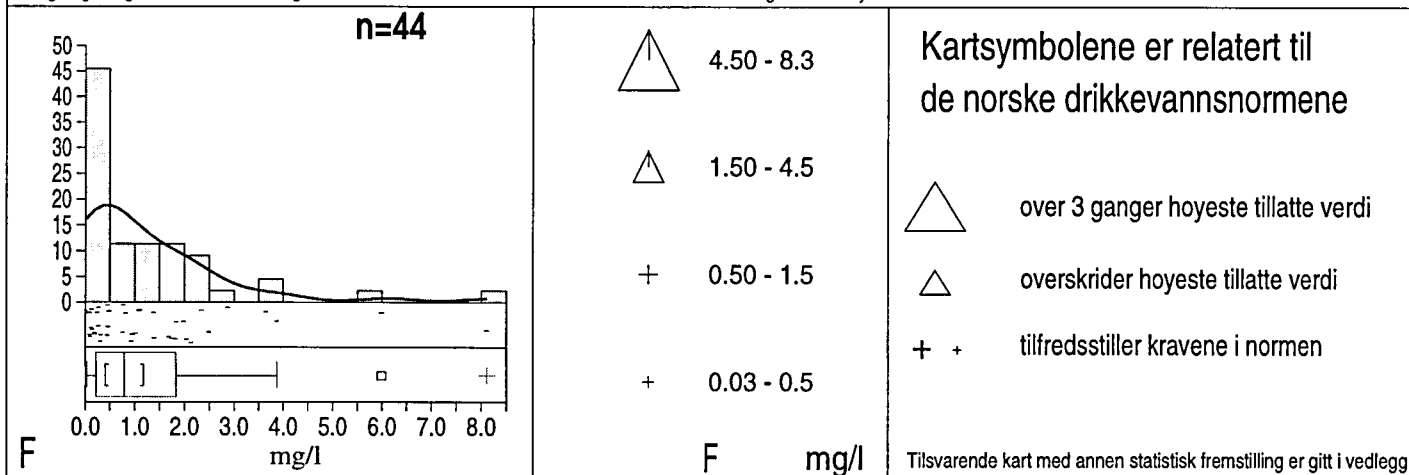 n=44
50
45
40
35
30
25
20
15
10
5
0
0.0 1.0 2.0 3.0 4.0 5.0 6.0 7.0 8.0
F mg/l
4.50 - 8.3
1.50 - 4.5
0.50 - 1.5
0.03 - 0.5
F mg/l
Kartsymbolene er relatert til
de norske drikkevannsnormene
over 3 ganger hoyeste tillatte verdi
overskrider hoyeste tillatte verdi
tilfredsstiller kravene i normen
Tilsvarende kart med annen statistisk fremstilling er gitt i vedlegg